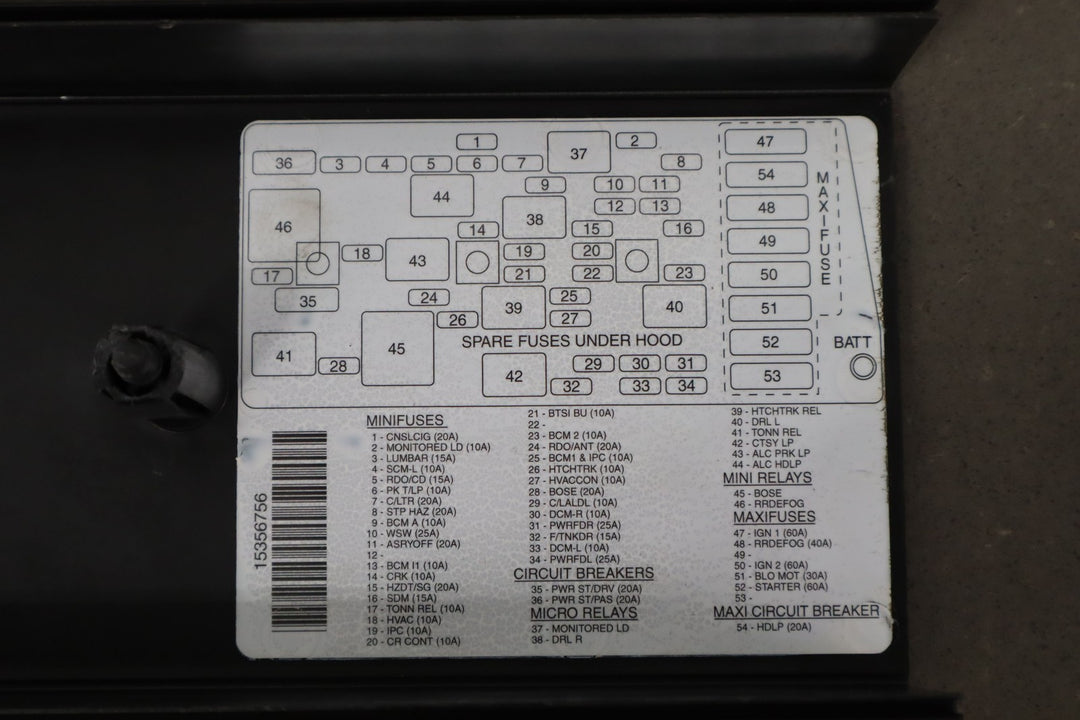 1 37 2
36 3 4 5 6 7 8
44 9 10 11
46 38 12 13
14 15 16
18 43 19 20
17 21 22 23
35 24 39 25 40
26 27
SPARE FUSES UNDER HOOD
41 28 45 42 29 30 31
32 33 34
47
54
48
49
50
51
52
53
MAXIFUSE
BATT
15356756
MINIFUSES
1 - CNSLCIG (20A)
2 - MONITORED LD (10A)
3 - LUMBAR (15A)
4 - SCM-L (10A)
5 - RDO/CD (15A)
6 - PK T/LP (10A)
7 - C/LTR (20A)
8 - STP HAZ (20A)
9 - BCM A (10A)
10 - WSW (25A)
11 - ASRYOFF (20A)
12 -
13 - BCM I1 (10A)
14 - CRK (10A)
15 - HZDT/SG (20A)
16 - SDM (15A)
17 - TONN REL (10A)
18 - HVAC (10A)
19 - IPC (10A)
20 - CR CONT (10A)
21 - BTSI BU (10A)
22 -
23 - BCM 2 (10A)
24 - RDO/ANT (20A)
25 - BCM1 & IPC (10A)
26 - HTCHTRK (10A)
27 - HVACCON (10A)
28 - BOSE (20A)
29 - C/LALDL (10A)
30 - DCM-R (10A)
31 - PWRFDR (25A)
32 - F/TNKDR (15A)
33 - DCM-L (10A)
34 - PWRFDL (25A)
CIRCUIT BREAKERS
35 - PWR ST/DRV (20A)
36 - PWR ST/PAS (20A)
MICRO RELAYS
37 - MONITORED LD
38 - DRL R
39 - HTCHTRK REL
40 - DRL L
41 - TONN REL
42 - CTSY LP
43 - ALC PRK LP
44 - ALC HDLP
MINI RELAYS
45 - BOSE
46 - RRDEFOG
MAXIFUSES
47 - IGN 1 (60A)
48 - RRDEFOG (40A)
49 -
50 - IGN 2 (60A)
51 - BLO MOT (30A)
52 - STARTER (60A)
53 -
MAXI CIRCUIT BREAKER
54 - HDLP (20A)